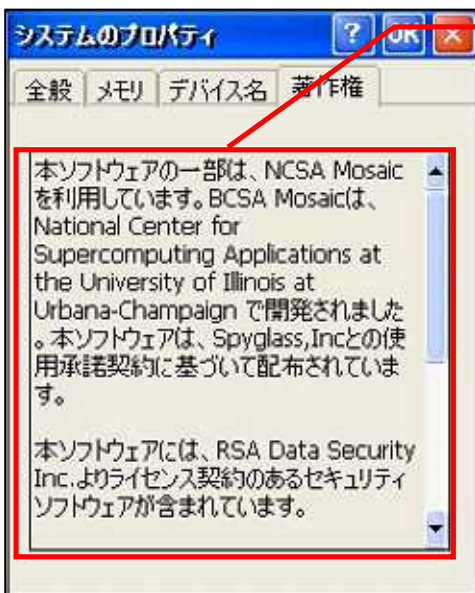 システムのプロパティ ? OK ×
全般 メモリ デバイス名 著作権
本ソフトウェアの一部は、NCSA Mosaic
を利用しています。BCSA Mosaicは、
National Center for
Supercomputing Applications at
the University of Illinois at
Urbana-Champaign で開発されました
。本ソフトウェアは、Spyglass,Incとの使
用承諾契約に基づいて配布されていま
す。
本ソフトウェアには、RSA Data Security
Inc.よりライセンス契約のあるセキュリティ
ソフトウェアが含まれています。